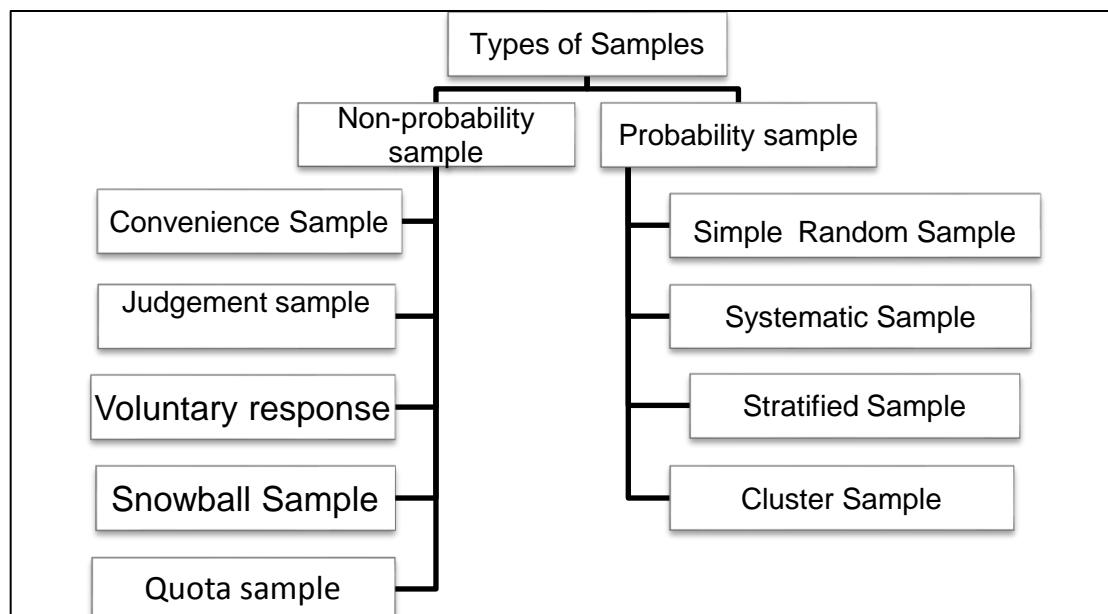 Types of Samples
Non-probability
sample
Probability sample
Convenience Sample
Simple Random Sample
Judgement sample
Systematic Sample
Voluntary response
Stratified Sample
Snowball Sample
Cluster Sample
Quota sample